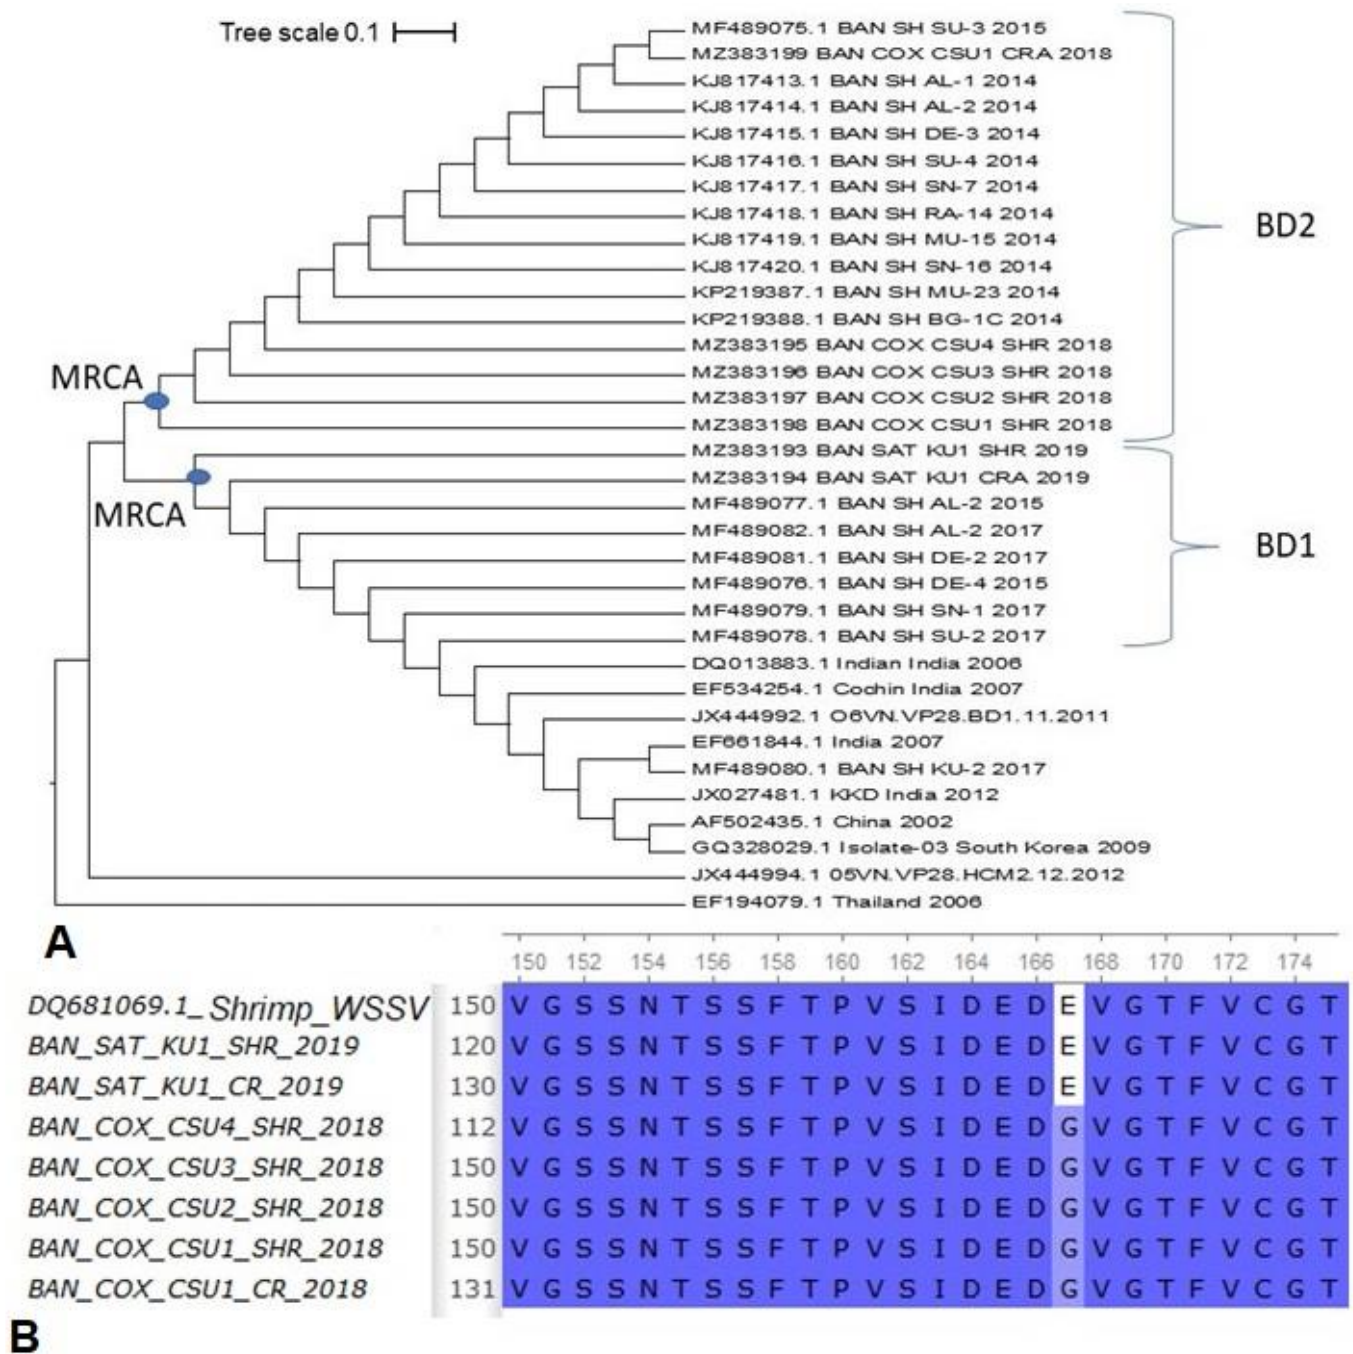 Tree scale 0.1
MF489075.1 BAN SH SU-3 2015
MZ383199 BAN COX CSU1 CRA 2018
KJ817413.1 BAN SH AL-1 2014
KJ817414.1 BAN SH AL-2 2014
KJ817415.1 BAN SH DE-3 2014
KJ817416.1 BAN SH SU-4 2014
KJ817417.1 BAN SH SN-7 2014
KJ817418.1 BAN SH RA-14 2014
KJ817419.1 BAN SH MU-15 2014
KJ817420.1 BAN SH SN-16 2014
KP219387.1 BAN SH MU-23 2014
KP219388.1 BAN SH BG-1C 2014
MZ383195 BAN COX CSU4 SHR 2018
MZ383196 BAN COX CSU3 SHR 2018
MZ383197 BAN COX CSU2 SHR 2018
MZ383198 BAN COX CSU1 SHR 2018
BD2
MRCA
MZ383193 BAN SAT KU1 SHR 2019
MZ383194 BAN SAT KU1 CRA 2019
MF489077.1 BAN SH AL-2 2015
MF489082.1 BAN SH AL-2 2017
MF489081.1 BAN SH DE-2 2017
MF489076.1 BAN SH DE-4 2015
MF489079.1 BAN SH SN-1 2017
MF489078.1 BAN SH SU-2 2017
BD1
MRCA
DQ013883.1 Indian India 2006
EF534254.1 Cochin India 2007
JX444992.1 O6VN.VP28.BD1.11.2011
EF661844.1 India 2007
MF489080.1 BAN SH KU-2 2017
JX027481.1 KKD India 2012
AF502435.1 China 2002
GQ328029.1 Isolate-03 South Korea 2009
JX444994.1 05VN.VP28.HCM2.12.2012
EF194079.1 Thailand 2006
A
150 152 154 156 158 160 162 164 166 168 170 172 174
DQ681069.1_Shrimp_WSSV 150 V G S S N T S S F T P V S I D E D E V G T F V C G T
BAN_SAT_KU1_SHR_2019 120 V G S S N T S S F T P V S I D E D E V G T F V C G T
BAN_SAT_KU1_CR_2019 130 V G S S N T S S F T P V S I D E D E V G T F V C G T
BAN_COX_CSU4_SHR_2018 112 V G S S N T S S F T P V S I D E D G V G T F V C G T
BAN_COX_CSU3_SHR_2018 150 V G S S N T S S F T P V S I D E D G V G T F V C G T
BAN_COX_CSU2_SHR_2018 150 V G S S N T S S F T P V S I D E D G V G T F V C G T
BAN_COX_CSU1_SHR_2018 150 V G S S N T S S F T P V S I D E D G V G T F V C G T
BAN_COX_CSU1_CR_2018 131 V G S S N T S S F T P V S I D E D G V G T F V C G T
B